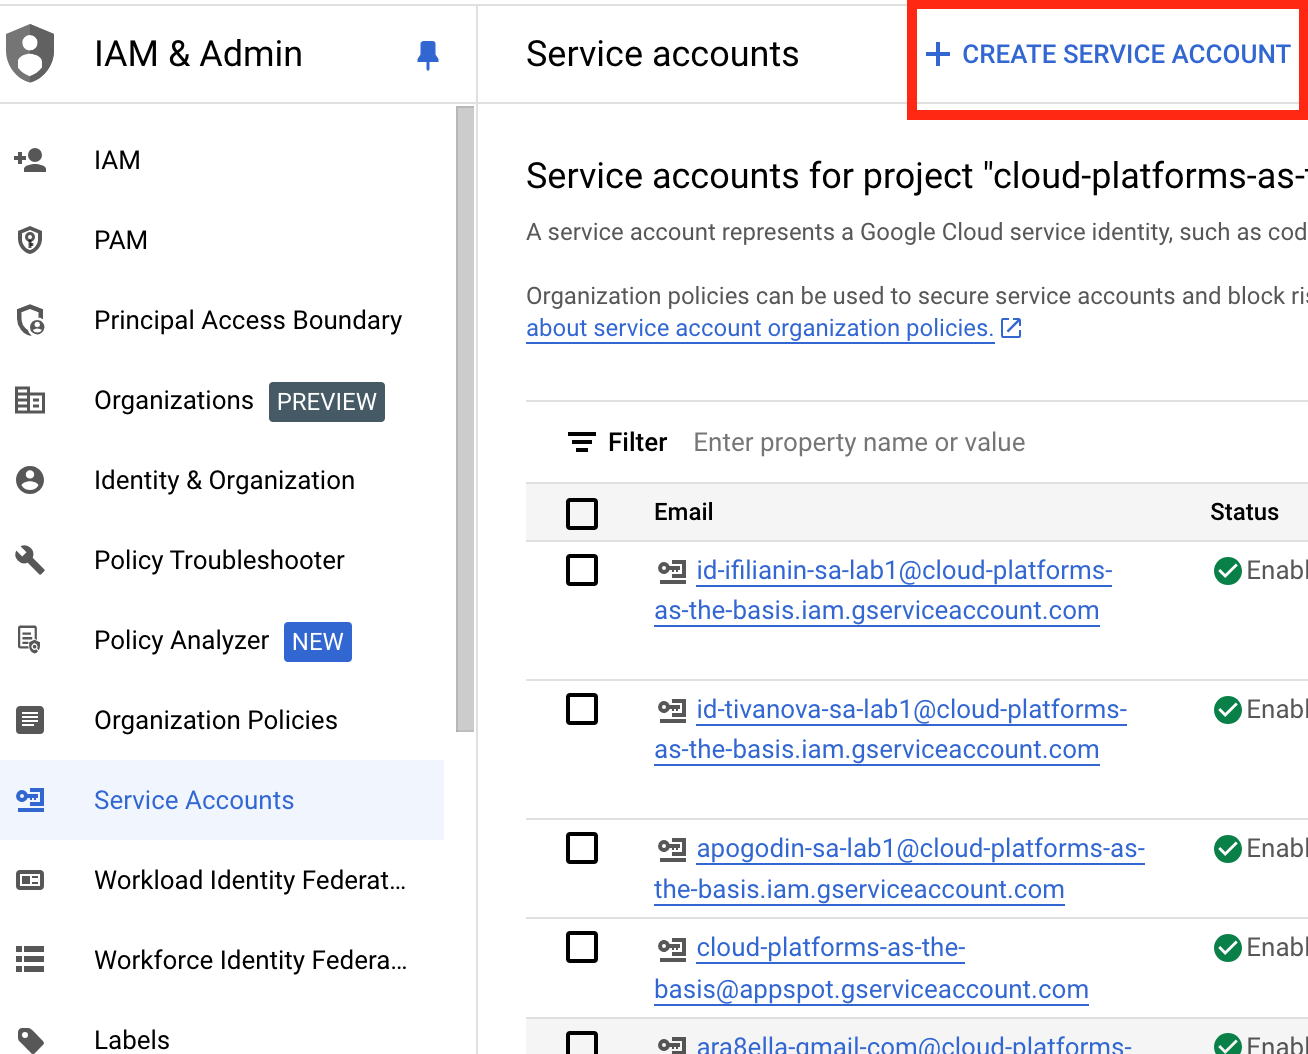 IAM & Admin
Service accounts
CREATE SERVICE ACCOUNT
IAM
PAM
Principal Access Boundary
Organizations PREVIEW
Identity & Organization
Policy Troubleshooter
Policy Analyzer NEW
Organization Policies
Service Accounts
Workload Identity Federat...
Workforce Identity Federa...
Labels
Service accounts for project "cloud-platforms-as-
A service account represents a Google Cloud service identity, such as cod
Organization policies can be used to secure service accounts and block ris
about service account organization policies.
Filter Enter property name or value
Email Status
id-ifilianin-sa-lab1@cloud-platforms- Enabl
as-the-basis.iam.gserviceaccount.com
id-tivanova-sa-lab1@cloud-platforms- Enabl
as-the-basis.iam.gserviceaccount.com
apogodin-sa-lab1@cloud-platforms-as- Enabl
the-basis.iam.gserviceaccount.com
cloud-platforms-as-the- Enabl
basis@appspot.gserviceaccount.com
ara8ella-gmail-com@cloud-platforms- Enabl